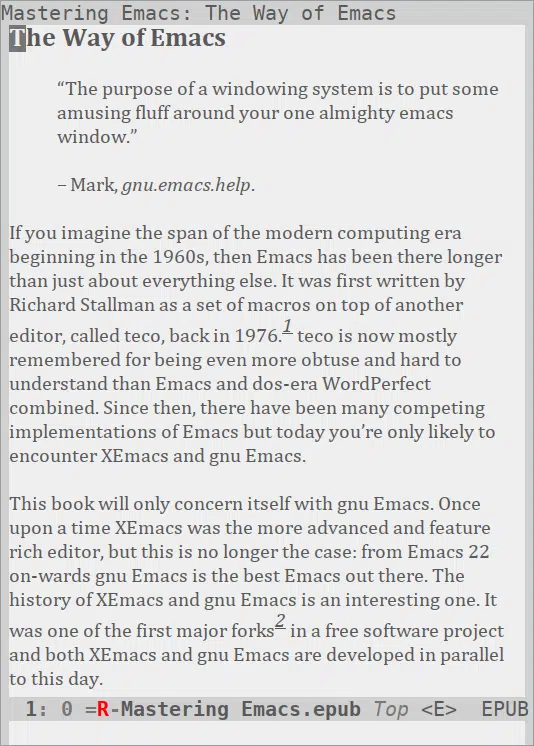 Mastering Emacs: The Way of Emacs
The Way of Emacs
“The purpose of a windowing system is to put some
amusing fluff around your one almighty emacs
window.”
– Mark, gnu.emacs.help.
If you imagine the span of the modern computing era
beginning in the 1960s, then Emacs has been there longer
than just about everything else. It was first written by
Richard Stallman as a set of macros on top of another
editor, called teco, back in 1976.1 teco is now mostly
remembered for being even more obtuse and hard to
understand than Emacs and dos-era WordPerfect
combined. Since then, there have been many competing
implementations of Emacs but today you’re only likely to
encounter XEmacs and gnu Emacs.
This book will only concern itself with gnu Emacs. Once
upon a time XEmacs was the more advanced and feature
rich editor, but this is no longer the case: from Emacs 22
on-wards gnu Emacs is the best Emacs out there. The
history of XEmacs and gnu Emacs is an interesting one. It
was one of the first major forks2 in a free software project
and both XEmacs and gnu Emacs are developed in parallel
to this day.
1: 0 =R-Mastering Emacs.epub Top <E> EPUB